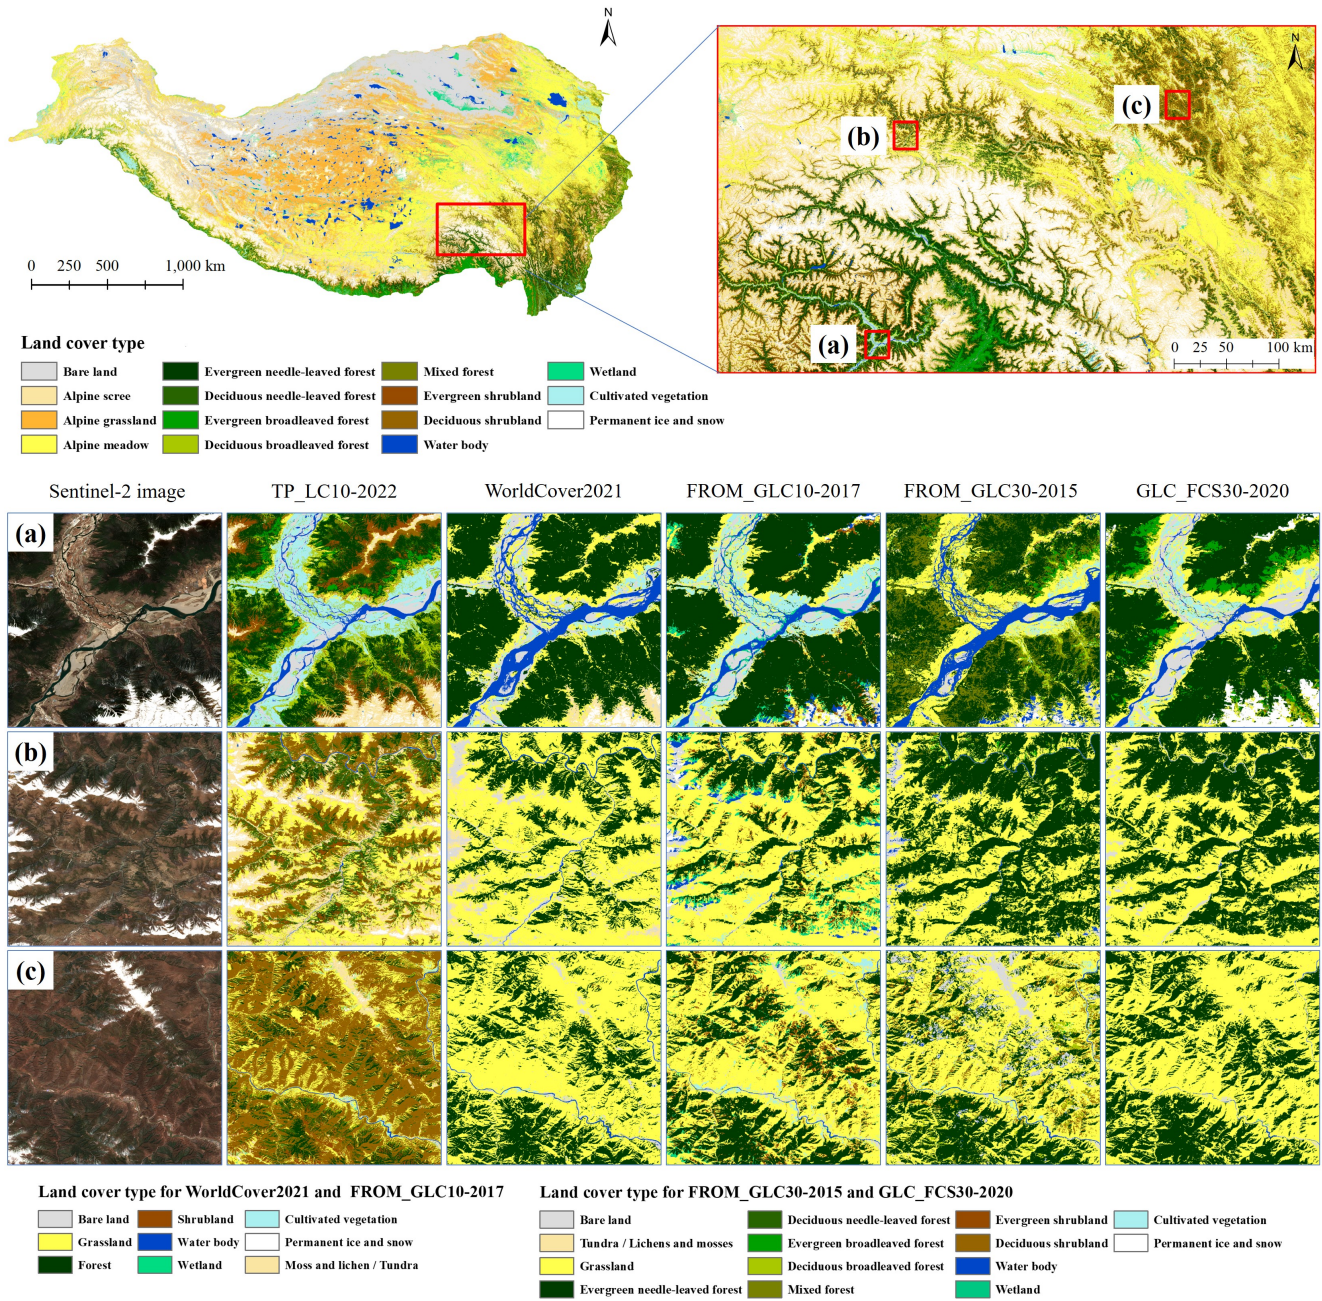 N
N
(c)
(b)
(a)
0 250 500 1,000 km
0 25 50 100 km
Land cover type
Bare land Evergreen needle-leaved forest Mixed forest Wetland
Alpine scree Deciduous needle-leaved forest Evergreen shrubland Cultivated vegetation
Alpine grassland Evergreen broadleaved forest Deciduous shrubland Permanent ice and snow
Alpine meadow Deciduous broadleaved forest Water body
Sentinel-2 image TP_LC10-2022 WorldCover2021 FROM_GLC10-2017 FROM_GLC30-2015 GLC_FCS30-2020
(a)
(b)
(c)
Land cover type for WorldCover2021 and FROM_GLC10-2017
Bare land Shrubland Cultivated vegetation
Grassland Water body Permanent ice and snow
Forest Wetland Moss and lichen / Tundra
Land cover type for FROM_GLC30-2015 and GLC_FCS30-2020
Bare land Deciduous needle-leaved forest Evergreen shrubland Cultivated vegetation
Tundra / Lichens and mosses Evergreen broadleaved forest Deciduous shrubland Permanent ice and snow
Grassland Deciduous broadleaved forest Water body
Evergreen needle-leaved forest Mixed forest Wetland